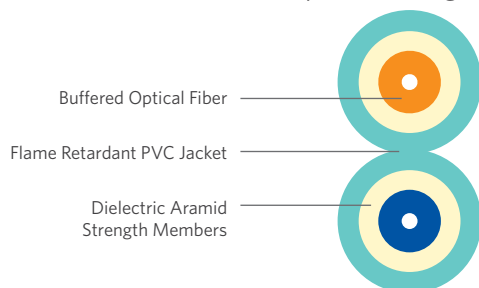 Buffered Optical Fiber
Flame Retardant PVC Jacket
Dielectric Aramid
Strength Members